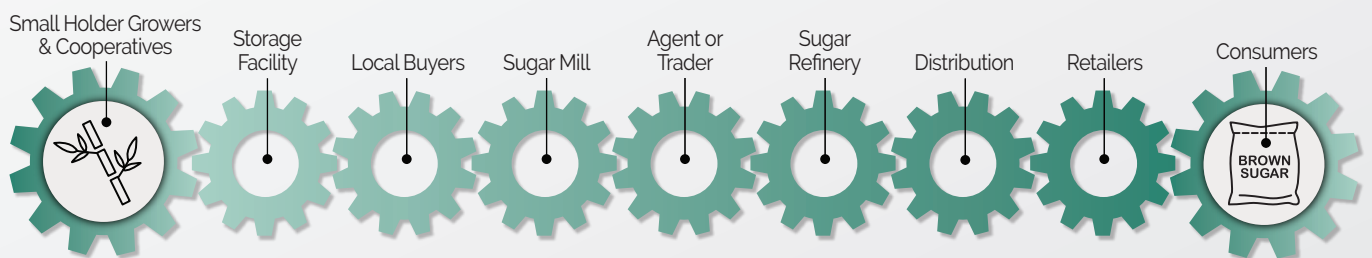 Small Holder Growers
& Cooperatives
Storage
Facility
Local Buyers
Sugar Mill
Agent or
Trader
Sugar
Refinery
Distribution
Retailers
Consumers
BROWN
SUGAR